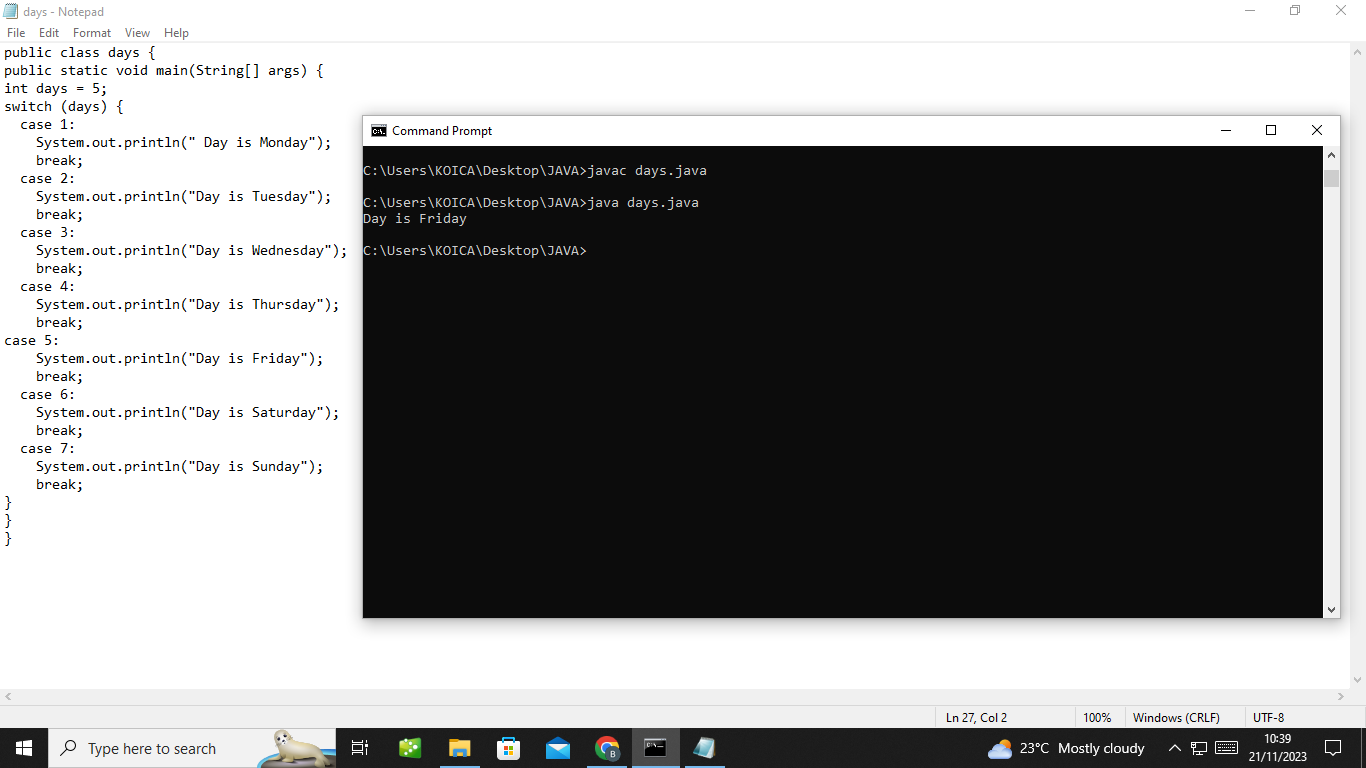 days - Notepad
File Edit Format View Help
public class days {
public static void main(String[] args) {
int days = 5;
switch (days) {
  case 1:
    System.out.println(" Day is Monday");
    break;
  case 2:
    System.out.println("Day is Tuesday");
    break;
  case 3:
    System.out.println("Day is Wednesday");
    break;
  case 4:
    System.out.println("Day is Thursday");
    break;
case 5:
    System.out.println("Day is Friday");
    break;
  case 6:
    System.out.println("Day is Saturday");
    break;
  case 7:
    System.out.println("Day is Sunday");
    break;
}
}
}
Command Prompt
C:\Users\KOICA\Desktop\JAVA>javac days.java
C:\Users\KOICA\Desktop\JAVA>java days.java
Day is Friday
C:\Users\KOICA\Desktop\JAVA>
Ln 27, Col 2 100% Windows (CRLF) UTF-8
Type here to search
B
23°C Mostly cloudy
10:39
21/11/2023